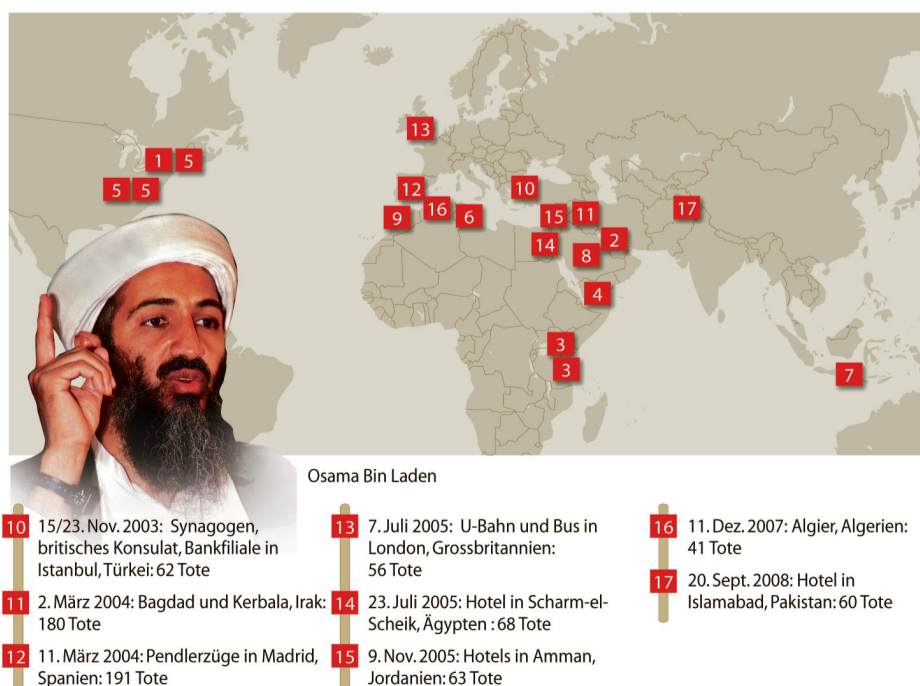 13
1 5
5 5
12
10
9
16
6
15
11
17
14
2
8
4
3
3
7
Osama Bin Laden
10 15/23. Nov. 2003: Synagogen,
britisches Konsulat, Bankfiliale in
Istanbul, Türkei: 62 Tote
11 2. März 2004: Bagdad und Kerbala, Irak:
180 Tote
12 11. März 2004: Pendlerzüge in Madrid,
Spanien: 191 Tote
13 7. Juli 2005: U-Bahn und Bus in
London, Grossbritannien:
56 Tote
14 23. Juli 2005: Hotel in Scharm-el-
Scheik, Ägypten : 68 Tote
15 9. Nov. 2005: Hotels in Amman,
Jordanien: 63 Tote
16 11. Dez. 2007: Algier, Algerien:
41 Tote
17 20. Sept. 2008: Hotel in
Islamabad, Pakistan: 60 Tote